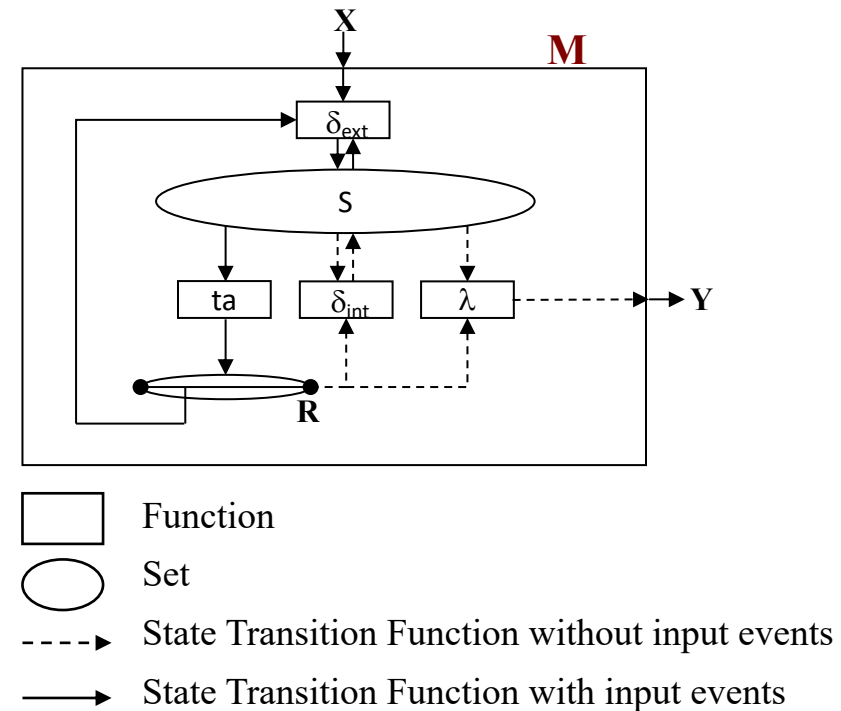 X
M
δext
S
ta
δint
λ
Y
R
Function
Set
State Transition Function without input events
State Transition Function with input events